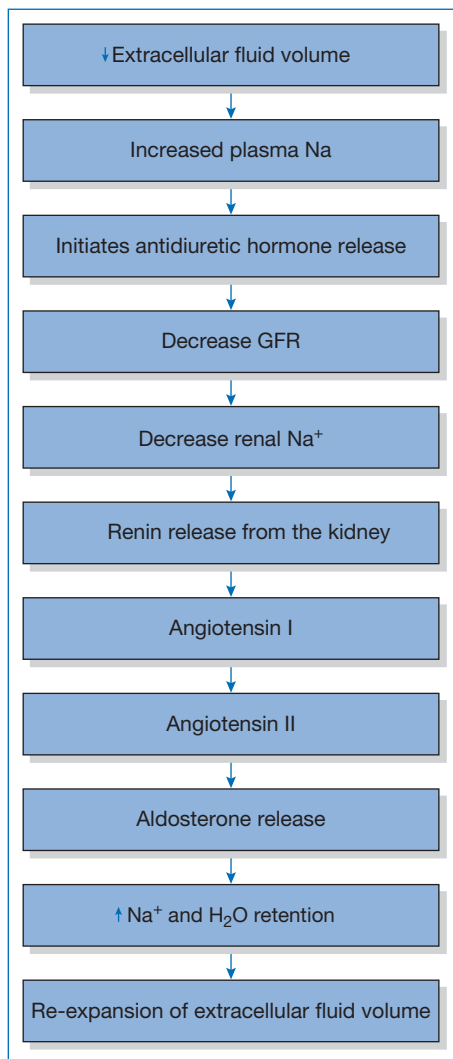 ↓Extracellular fluid volume
Increased plasma Na
Initiates antidiuretic hormone release
Decrease GFR
Decrease renal Na⁺
Renin release from the kidney
Angiotensin I
Angiotensin II
Aldosterone release
↑Na⁺ and H₂O retention
Re-expansion of extracellular fluid volume